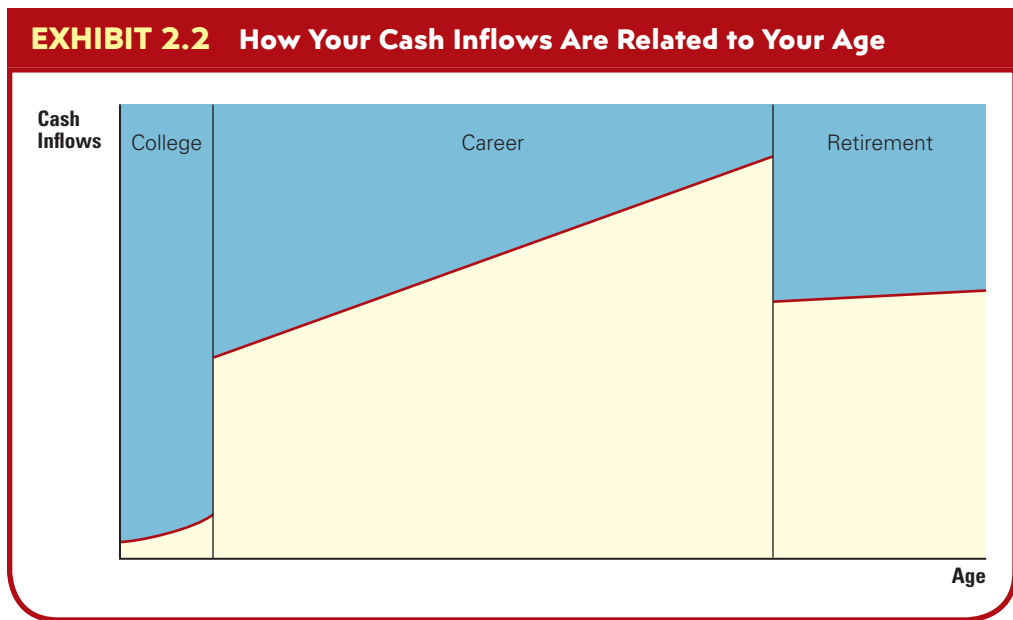 EXHIBIT 2.2 How Your Cash Inflows Are Related to Your Age
Cash
Inflows
College
Career
Retirement
Age